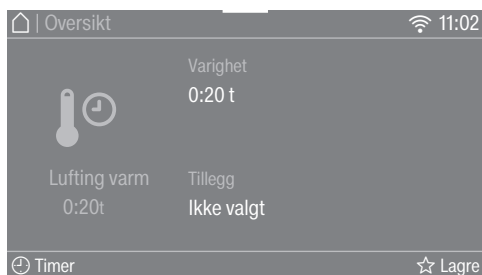 | Oversikt
11:02
Varighet
0:20 t
Lufting varm
0:20t
Tillegg
Ikke valgt
Timer
Lagre